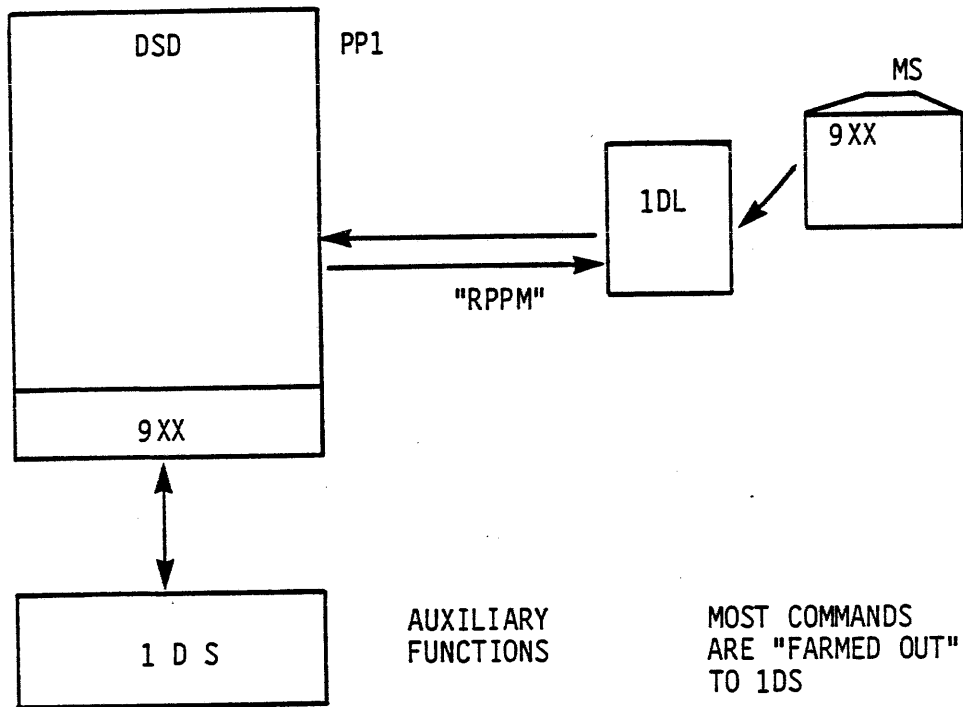 DSD
PP1
MS
9XX
1DL
"RPPM"
9XX
1 D S
AUXILIARY
FUNCTIONS
MOST COMMANDS
ARE "FARMED OUT"
TO 1DS